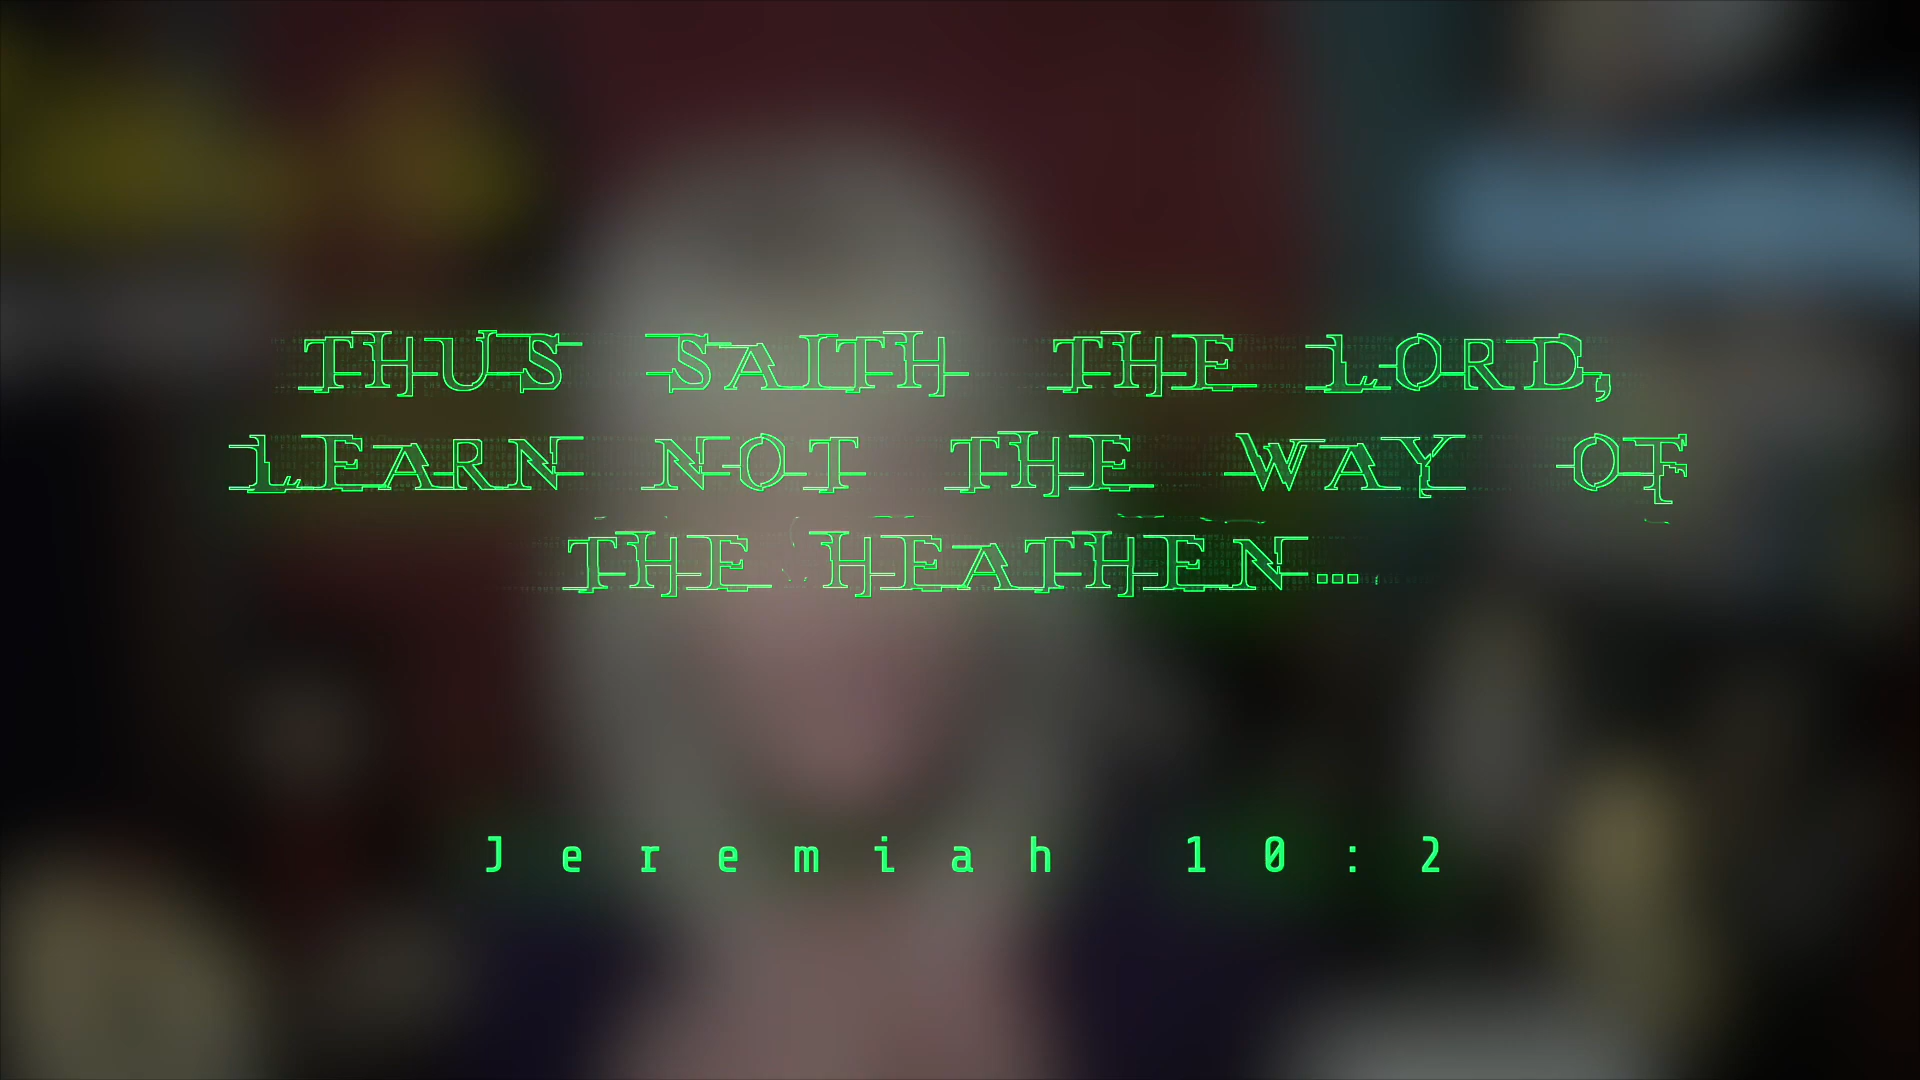 THUS SAITH THE LORD,
LEARN NOT THE WAY OF
THE HEATHEN...
Jeremiah 10:2